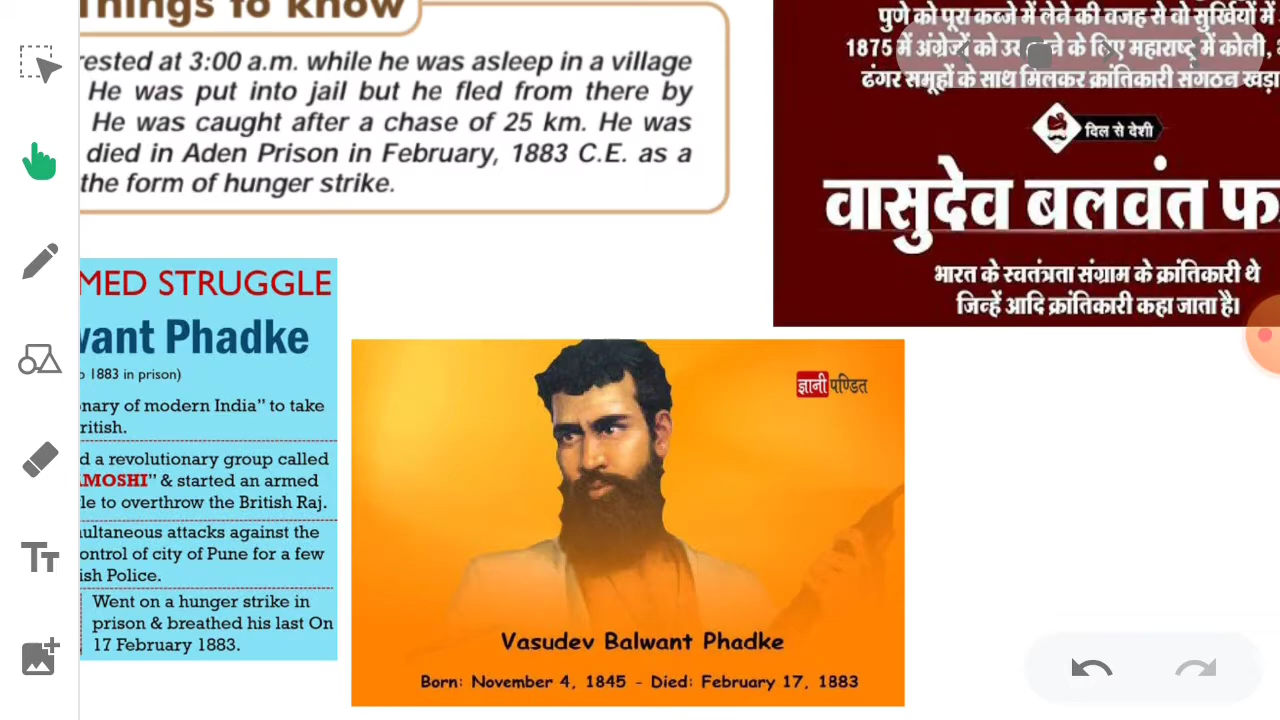 Things to know
rested at 3:00 a.m. while he was asleep in a village
He was put into jail but he fled from there by
He was caught after a chase of 25 km. He was
died in Aden Prison in February, 1883 C.E. as a
the form of hunger strike.
पुणे को पूरा कब्जे में लेने की वजह से वो सुर्खियों में
1875 में अंग्रेजों को के लिए महाराष्ट्र में कोली,
ढंगर समूहों के साथ मिलकर क्रांतिकारी संगठन खड़ा
दिल से देशी
वासुदेव बलवंत फ
भारत के स्वतंत्रता संग्राम के क्रांतिकारी थे
जिन्हें आदि क्रांतिकारी कहा जाता है।
MED STRUGGLE
want Phadke
o 1883 in prison)
onary of modern India” to take
ritish.
d a revolutionary group called
AMOSHI” & started an armed
le to overthrow the British Raj.
ultaneous attacks against the
ontrol of city of Pune for a few
ish Police.
Went on a hunger strike in
prison & breathed his last On
17 February 1883.
ज्ञानी पण्डित
Vasudev Balwant Phadke
Born: November 4, 1845 - Died: February 17, 1883
Tт